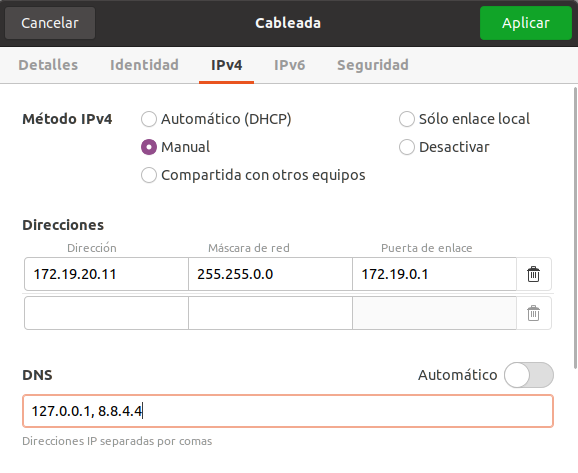 Cancelar Cableada Aplicar
Detalles Identidad IPv4 IPv6 Seguridad
Método IPv4 Automático (DHCP) Sólo enlace local
Manual Desactivar
Compartida con otros equipos
Direcciones
Dirección Máscara de red Puerta de enlace
172.19.20.11 255.255.0.0 172.19.0.1
DNS Automático
127.0.0.1, 8.8.4.4
Direcciones IP separadas por comas